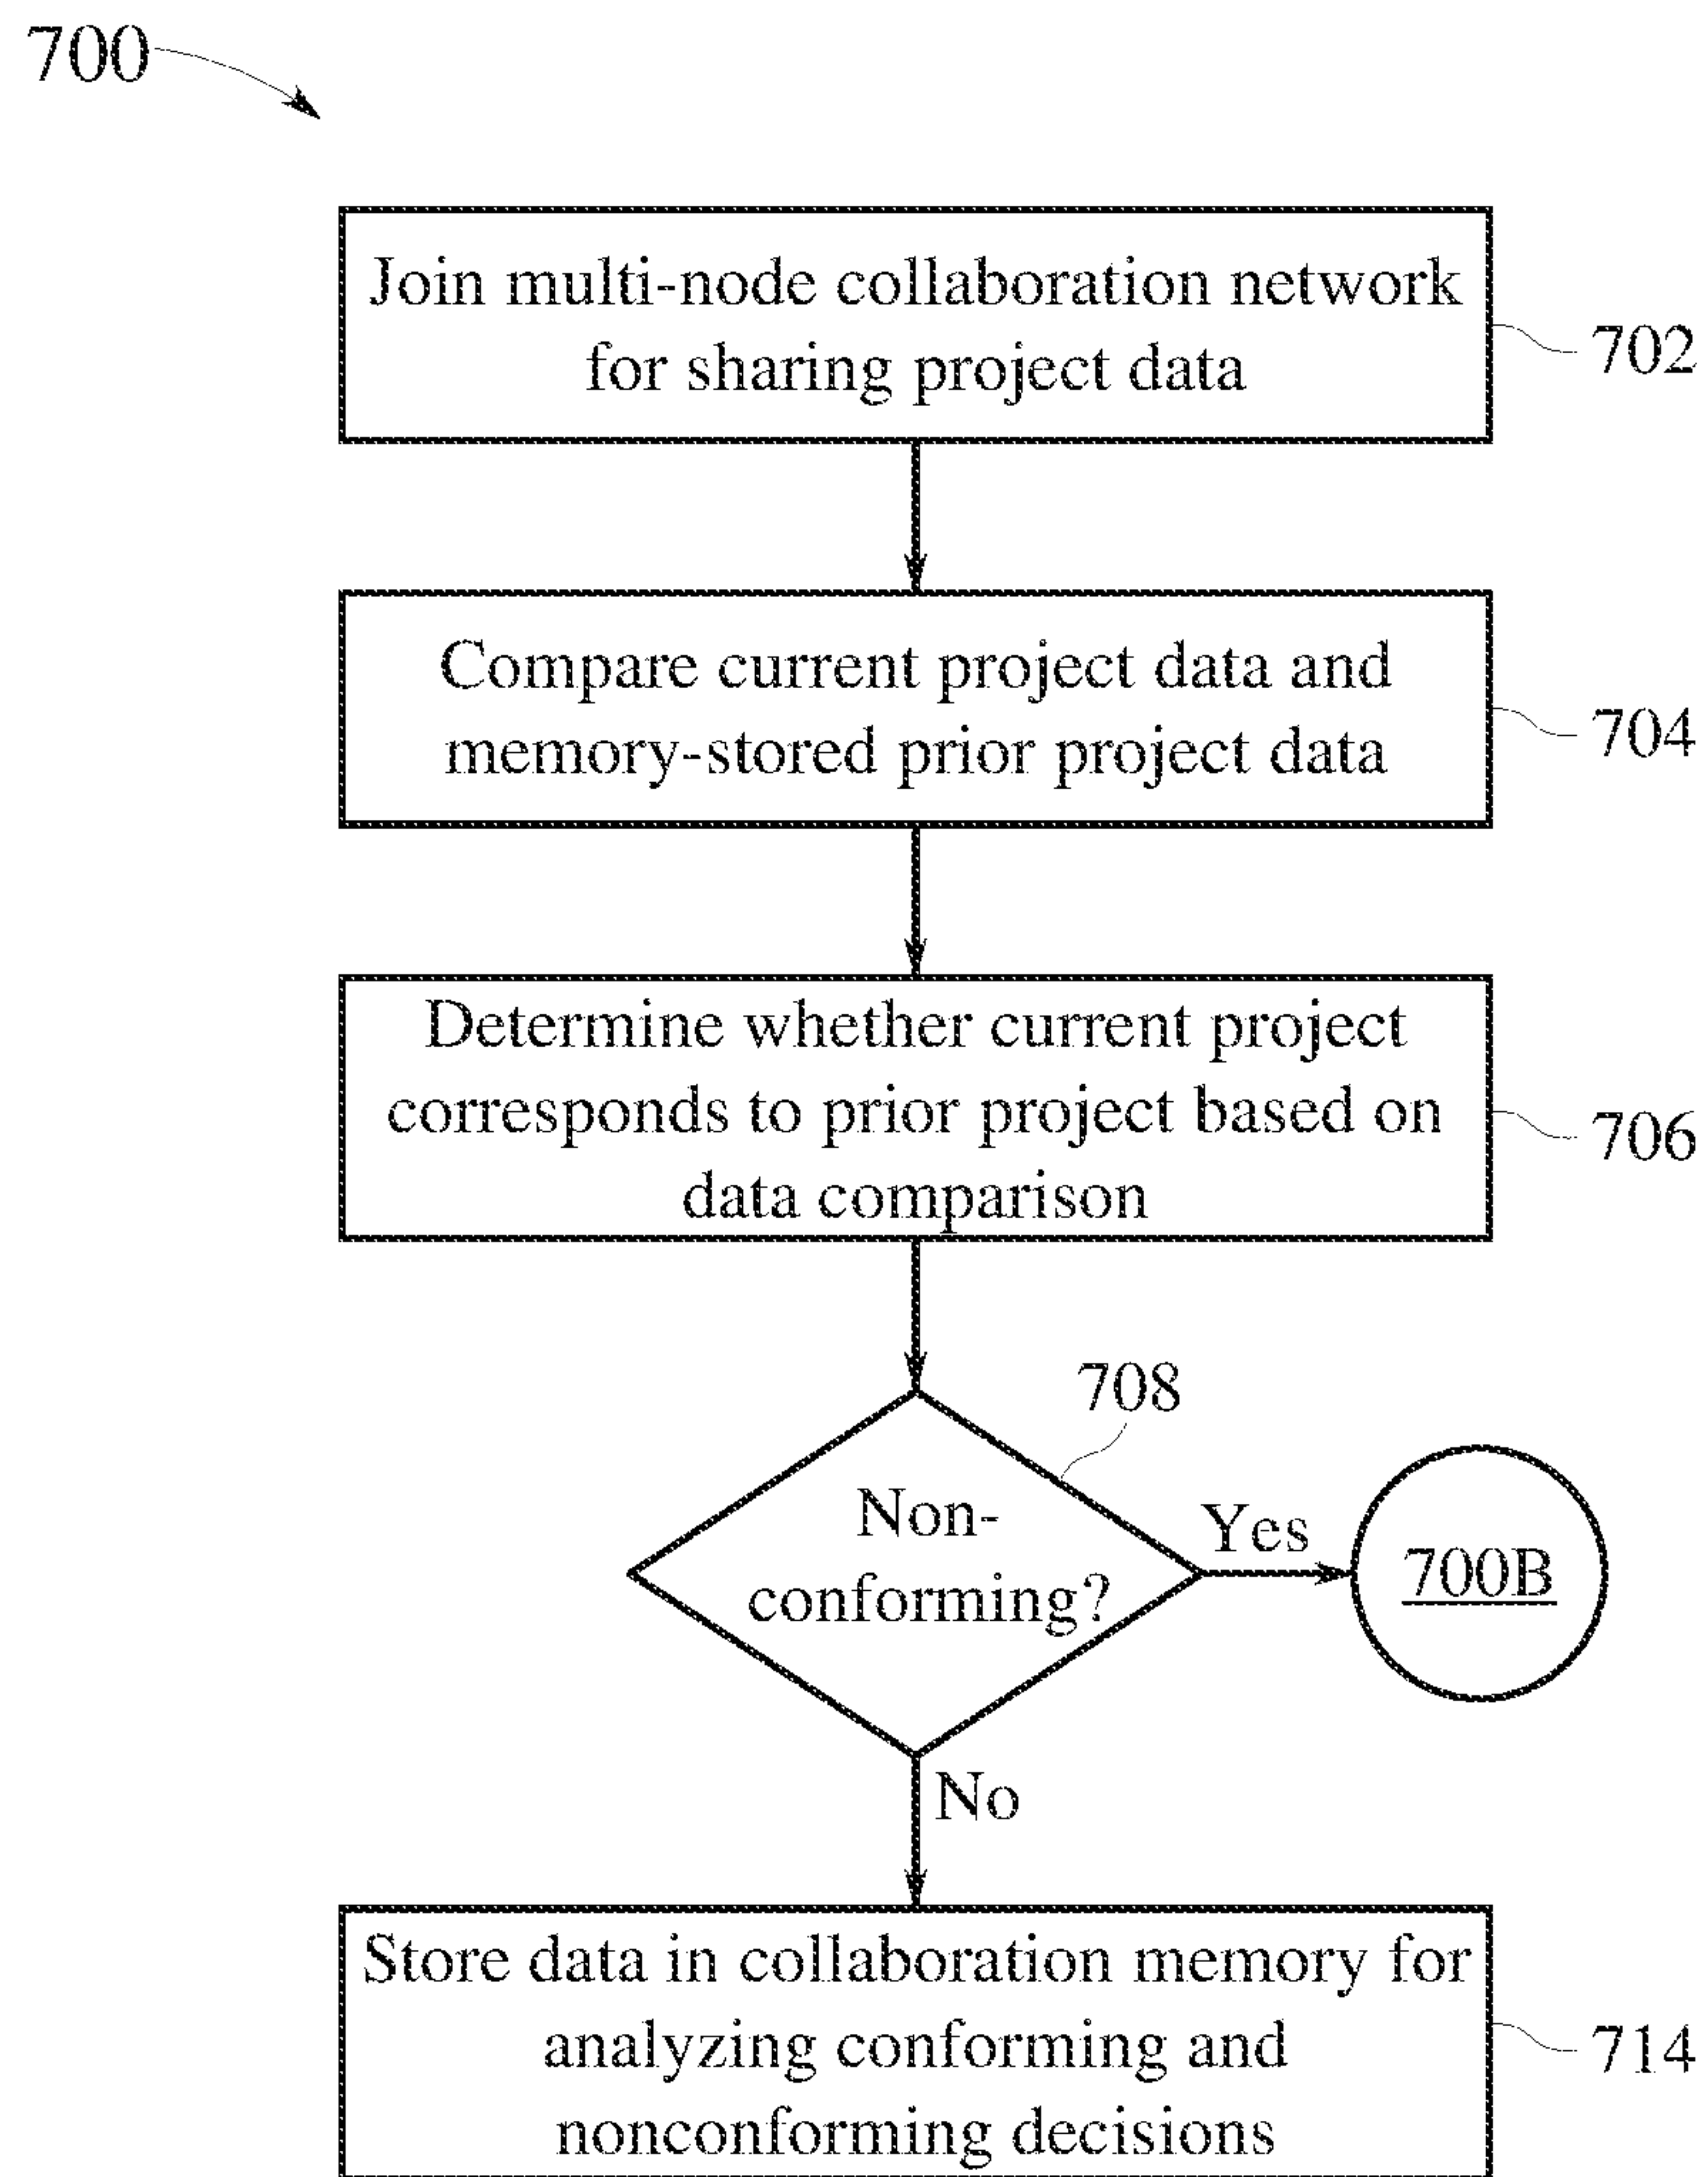 700
Join multi-node collaboration network
for sharing project data
702
Compare current project data and
memory-stored prior project data
704
Determine whether current project
corresponds to prior project based on
data comparison
706
708
Non-
conforming?
Yes
700B
No
Store data in collaboration memory for
analyzing conforming and
nonconforming decisions
714